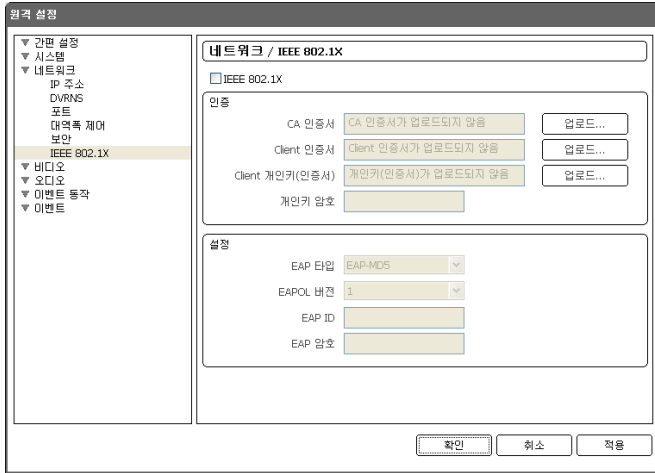 원격 설정
▼ 간편 설정
▼ 시스템
▼ 네트워크
IP 주소
DVRNS
포트
대역폭 제어
보안
IEEE 802.1X
▼ 비디오
▼ 오디오
▼ 이벤트 동작
▼ 이벤트
네트워크 / IEEE 802.1X
IEEE 802.1X
인증
CA 인증서 CA 인증서가 업로드되지 않음 업로드...
Client 인증서 Client 인증서가 업로드되지 않음 업로드...
Client 개인키(인증서) 개인키(인증서)가 업로드되지 않음 업로드...
개인키 암호
설정
EAP 타입 EAP-MD5
EAPOL 버전 1
EAP ID
EAP 암호
확인 취소 적용